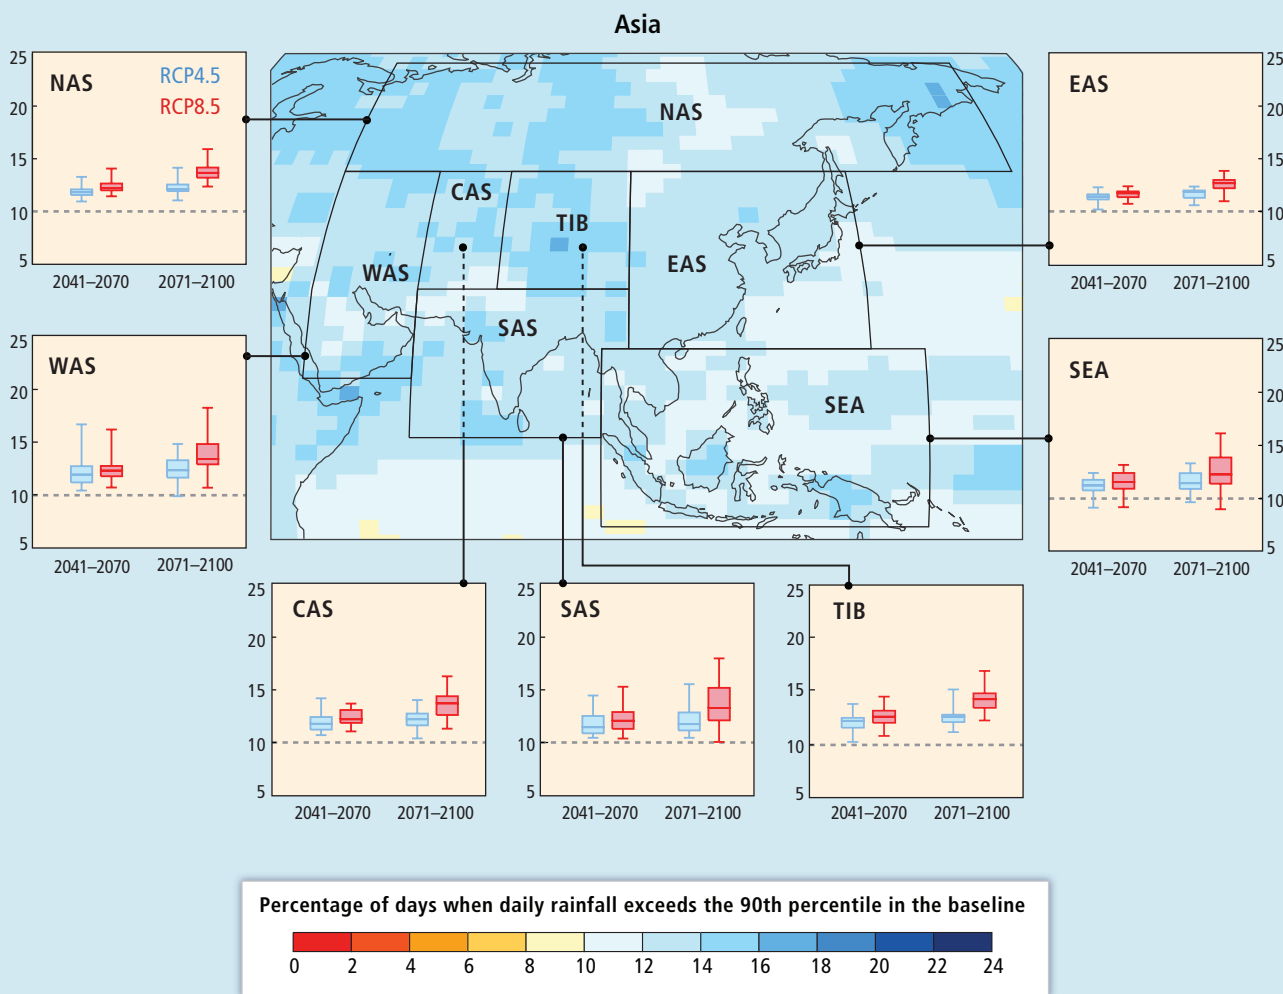 Asia
NAS
RCP4.5
RCP8.5
25
20
15
10
5
2041–2070
2071–2100
WAS
25
20
15
10
5
2041–2070
2071–2100
NAS
CAS
TIB
WAS
EAS
SAS
SEA
EAS
25
20
15
10
5
2041–2070
2071–2100
SEA
25
20
15
10
5
2041–2070
2071–2100
CAS
25
20
15
10
5
2041–2070
2071–2100
SAS
25
20
15
10
5
2041–2070
2071–2100
TIB
25
20
15
10
5
2041–2070
2071–2100
Percentage of days when daily rainfall exceeds the 90th percentile in the baseline
0 2 4 6 8 10 12 14 16 18 20 22 24